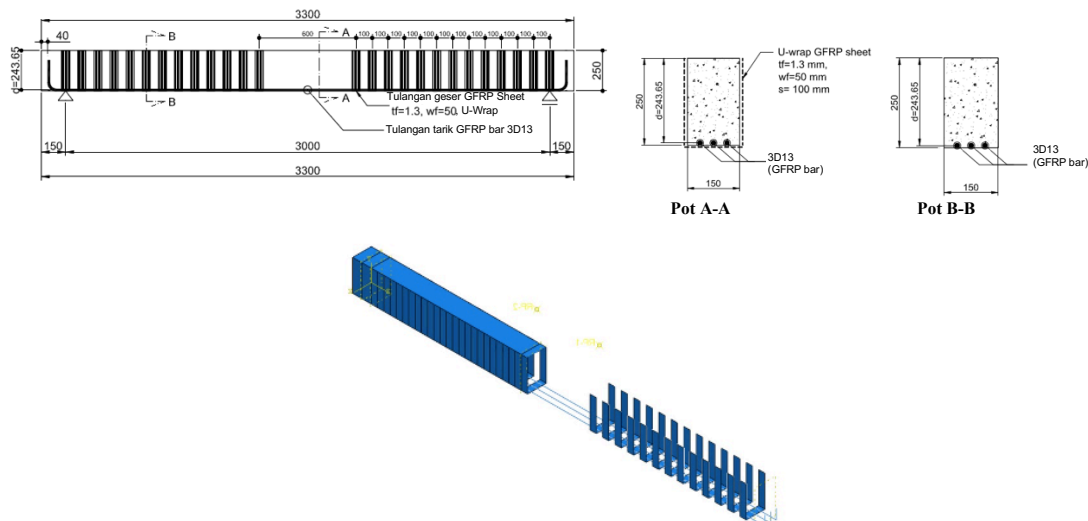 3300
40
B
600
A
100 100 100 100 100 100 100 100 100 100 100 100
d=243.65
250
B
A
Tulangan geser GFRP Sheet
tf=1.3, wf=50, U-Wrap
Tulangan tarik GFRP bar 3D13
150
3000
150
3300
250
d=243.65
U-wrap GFRP sheet
tf=1.3 mm,
wf=50 mm
s= 100 mm
3D13
(GFRP bar)
150
Pot A-A
250
d=243.65
3D13
(GFRP bar)
150
Pot B-B